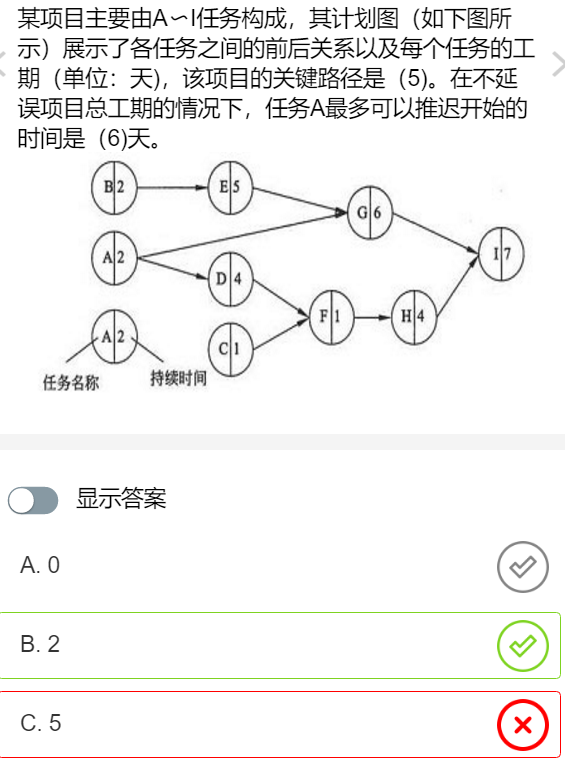 某项目主要由A∽I任务构成，其计划图（如下图所
示）展示了各任务之间的前后关系以及每个任务的工
期（单位：天)，该项目的关键路径是（5)。在不延
误项目总工期的情况下，任务A最多可以推迟开始的
时间是（6)天。
B 2
E 5
G 6
A 2
I 7
D 4
F 1
H 4
A 2
C 1
任务名称
持续时间
显示答案
A. 0
B. 2
C. 5